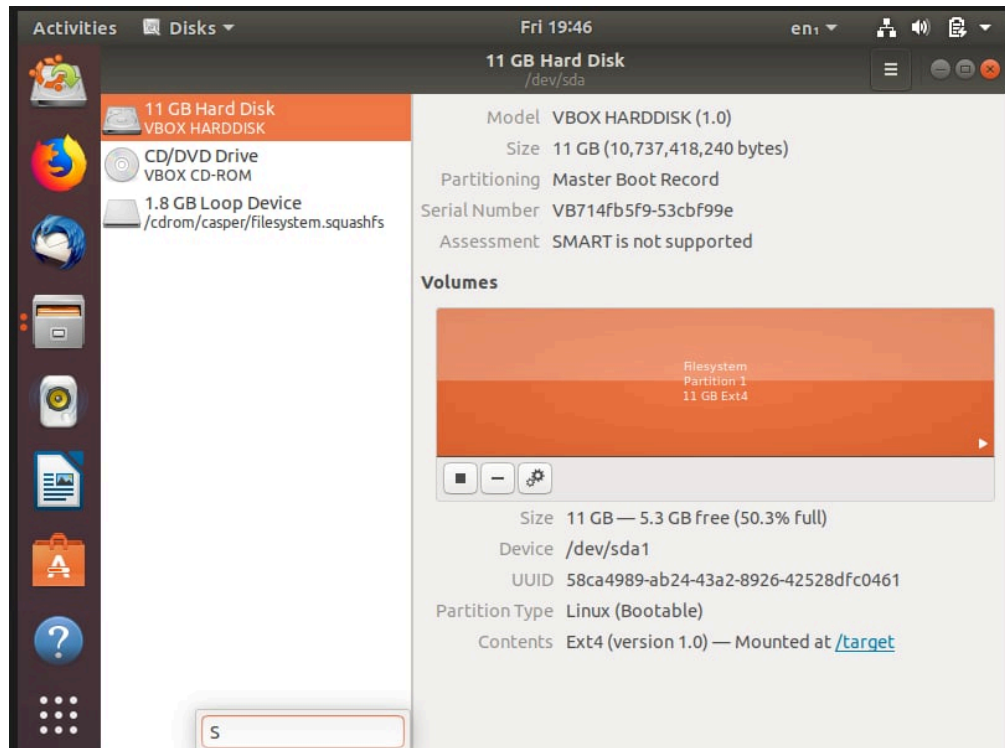 Activities Disks Fri 19:46 en₁
11 GB Hard Disk
/dev/sda
11 GB Hard Disk
VBOX HARDDISK
CD/DVD Drive
VBOX CD-ROM
1.8 GB Loop Device
/cdrom/casper/filesystem.squashfs
S
Model VBOX HARDDISK (1.0)
Size 11 GB (10,737,418,240 bytes)
Partitioning Master Boot Record
Serial Number VB714fb5f9-53cbf99e
Assessment SMART is not supported
Volumes
Filesystem
Partition 1
11 GB Ext4
Size 11 GB — 5.3 GB free (50.3% full)
Device /dev/sda1
UUID 58ca4989-ab24-43a2-8926-42528dfc0461
Partition Type Linux (Bootable)
Contents Ext4 (version 1.0) — Mounted at /target